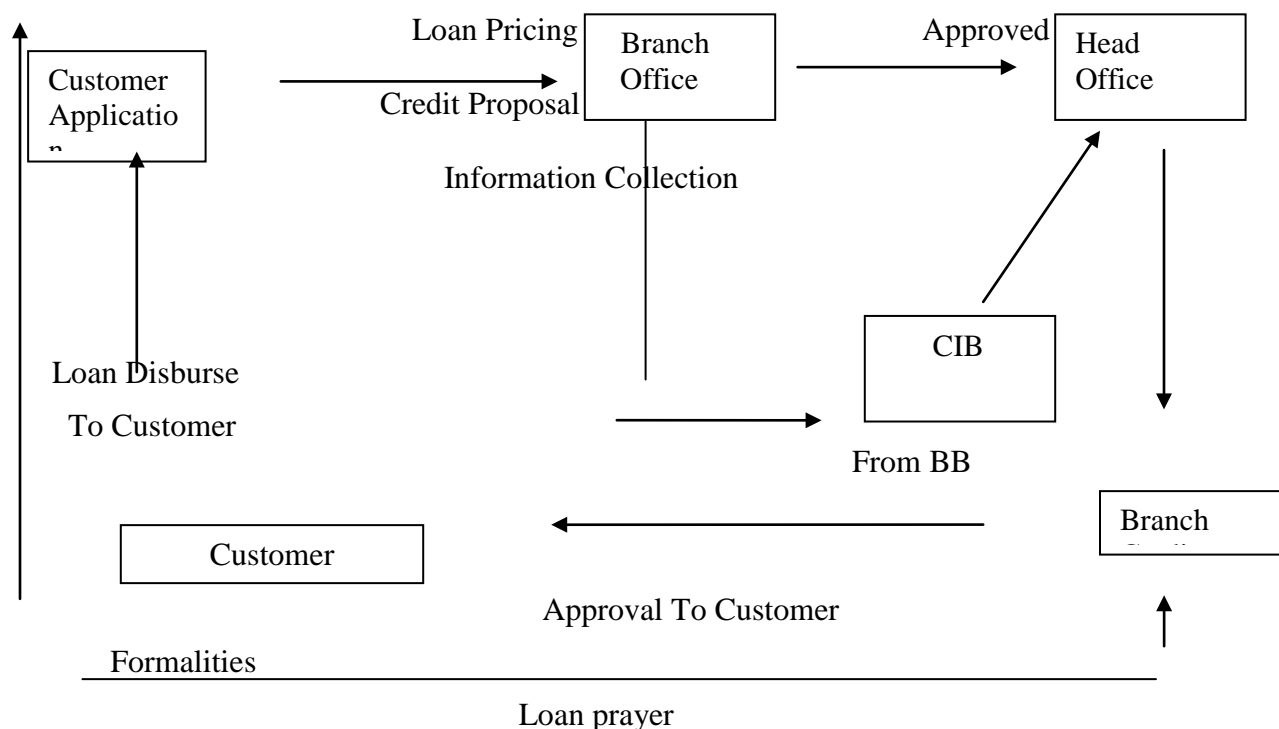 Loan Pricing
Branch
Office
Approved
Head
Office
Customer
Applicatio
n
Credit Proposal
Information Collection
CIB
Loan Disburse
To Customer
From BB
Branch
Customer
Approval To Customer
Formalities
Loan prayer